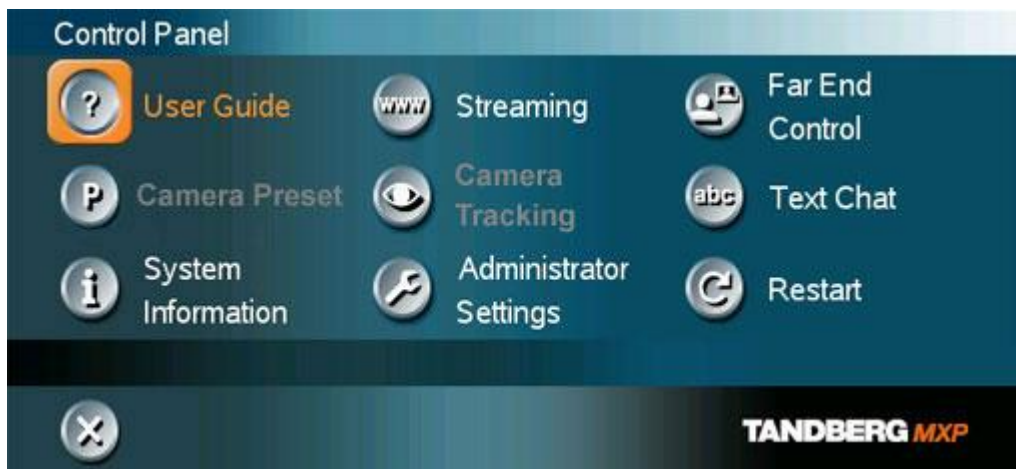 Control Panel
? User Guide
www Streaming
Far End
Control
P Camera Preset
Camera
Tracking
abc Text Chat
i System
Information
Administrator
Settings
Restart
TANDBERG MXP